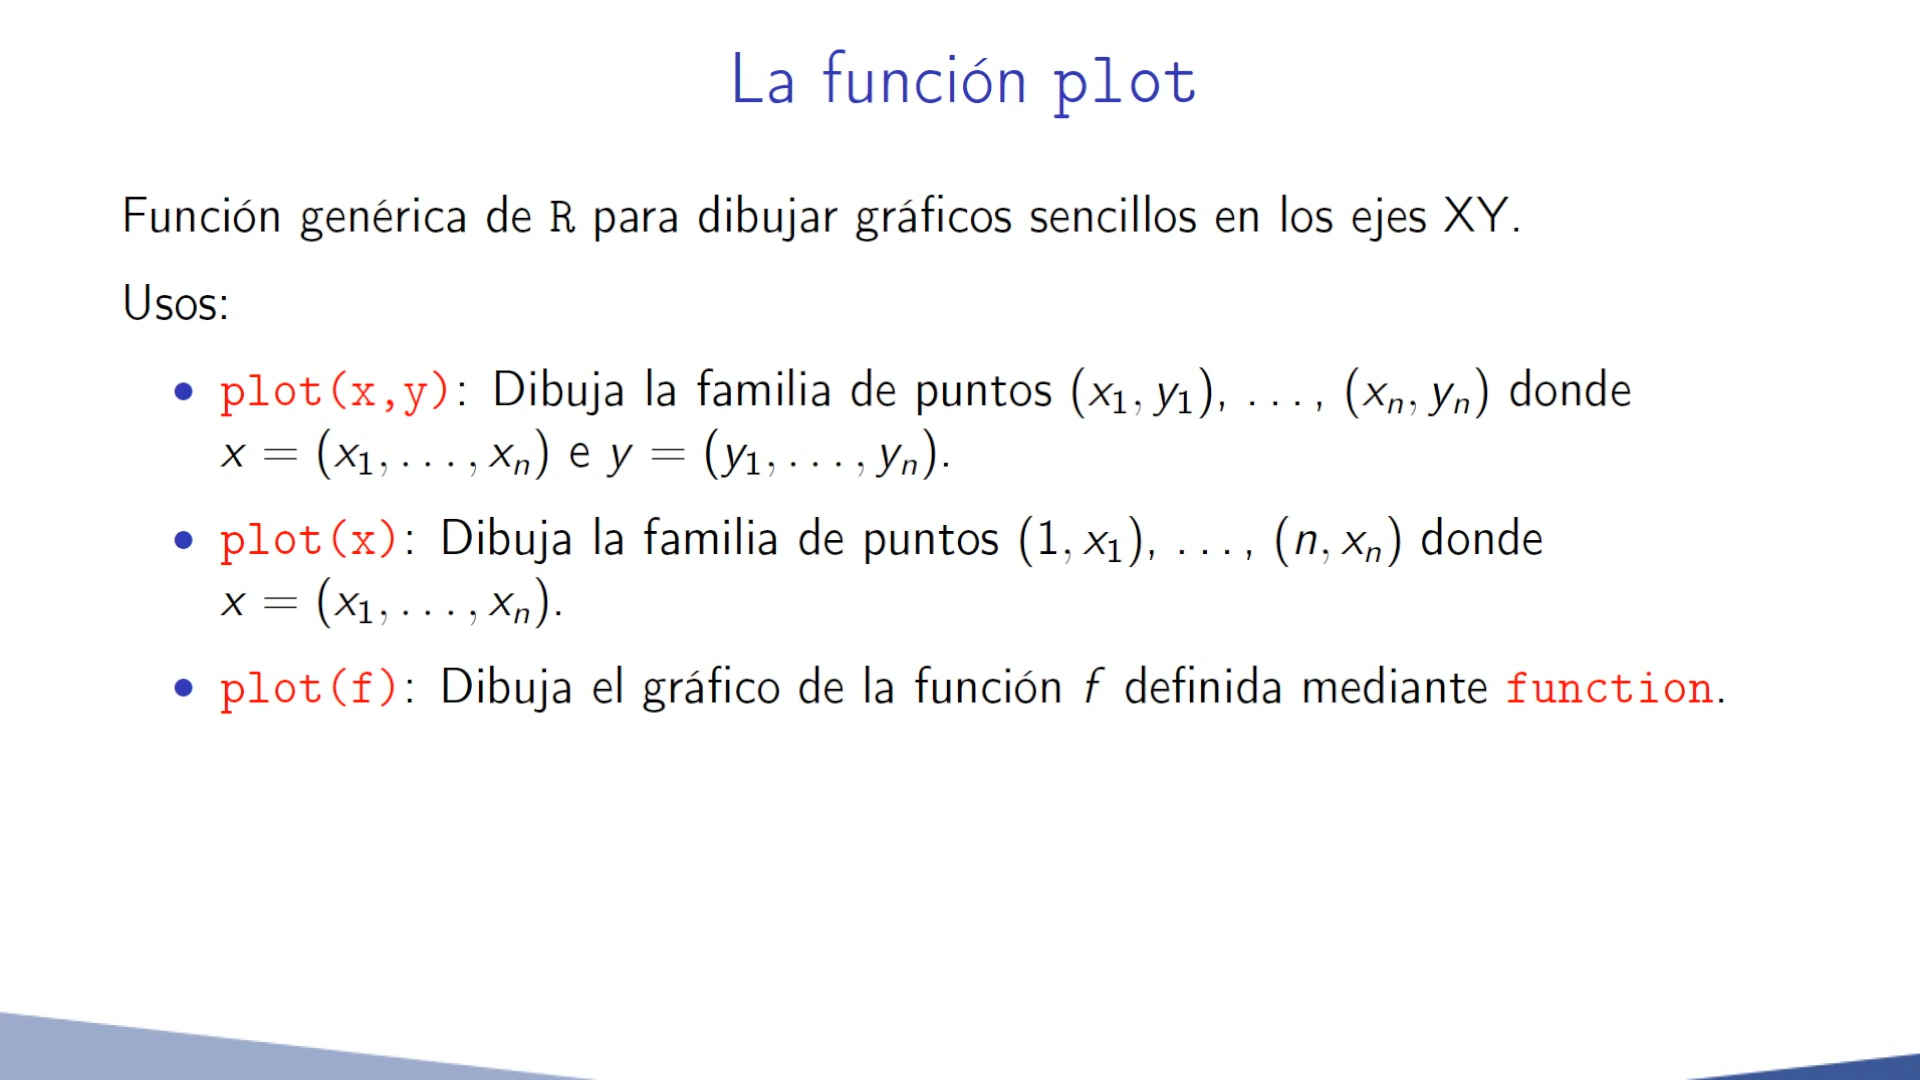 La función plot
Función genérica de R para dibujar gráficos sencillos en los ejes XY.
Usos:
• plot(x,y): Dibuja la familia de puntos (x₁, y₁), . . . , (xₙ, yₙ) donde
x = (x₁, . . . , xₙ) e y = (y₁, . . . , yₙ).
• plot(x): Dibuja la familia de puntos (1, x₁), . . . , (n, xₙ) donde
x = (x₁, . . . , xₙ).
• plot(f): Dibuja el gráfico de la función f definida mediante function.